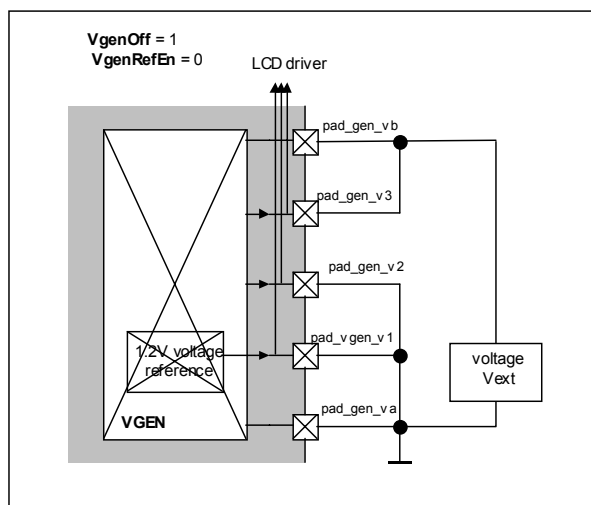 VgenOff = 1
VgenRefEn = 0
LCD driver
pad_gen_vb
pad_gen_v3
pad_gen_v2
1.2V voltage
reference
pad_vgen_v1
voltage
Vext
pad_gen_va
VGEN